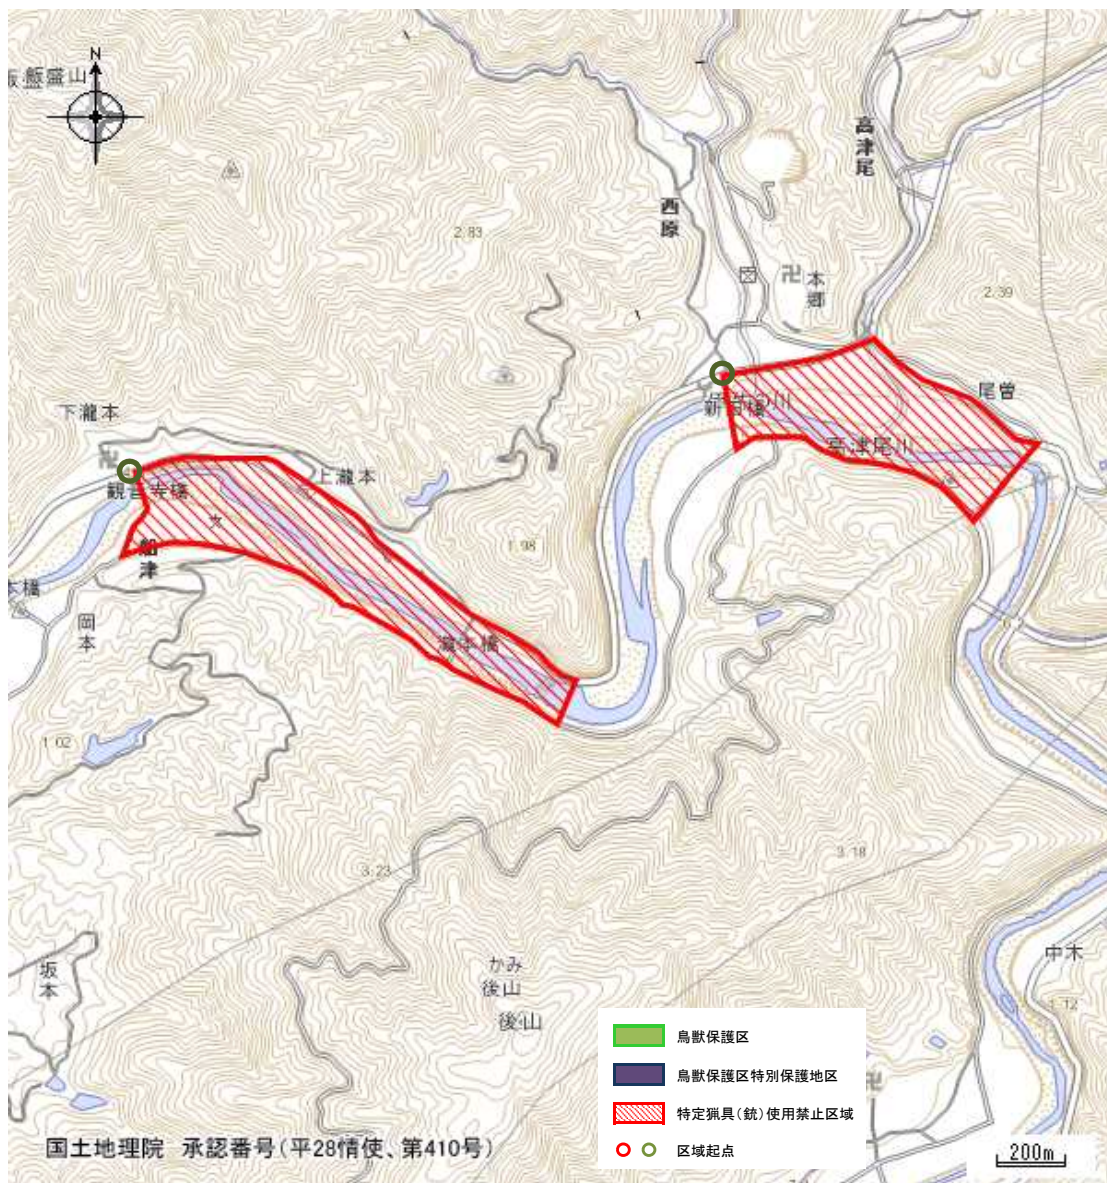 N
飯盛山
高津尾
西原
2 83
本郷
2.39
尾曽
高津尾川
下瀧本
上瀧本
観音寺橋
船津
1.98
本橋
岡本
瀧本橋
1 02
3.23
3.18
坂本
かみ
後山
後山
中木
1.12
鳥獣保護区
鳥獣保護区特別保護地区
特定猟具(銃)使用禁止区域
区域起点
国土地理院 承認番号(平28情使、第410号)
200m